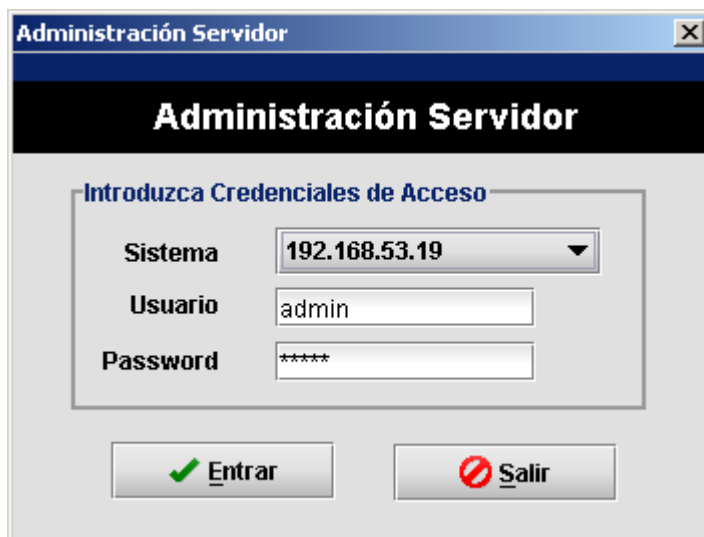 Administración Servidor
Administración Servidor
Introduzca Credenciales de Acceso
Sistema 192.168.53.19
Usuario admin
Password *****
Entrar Salir